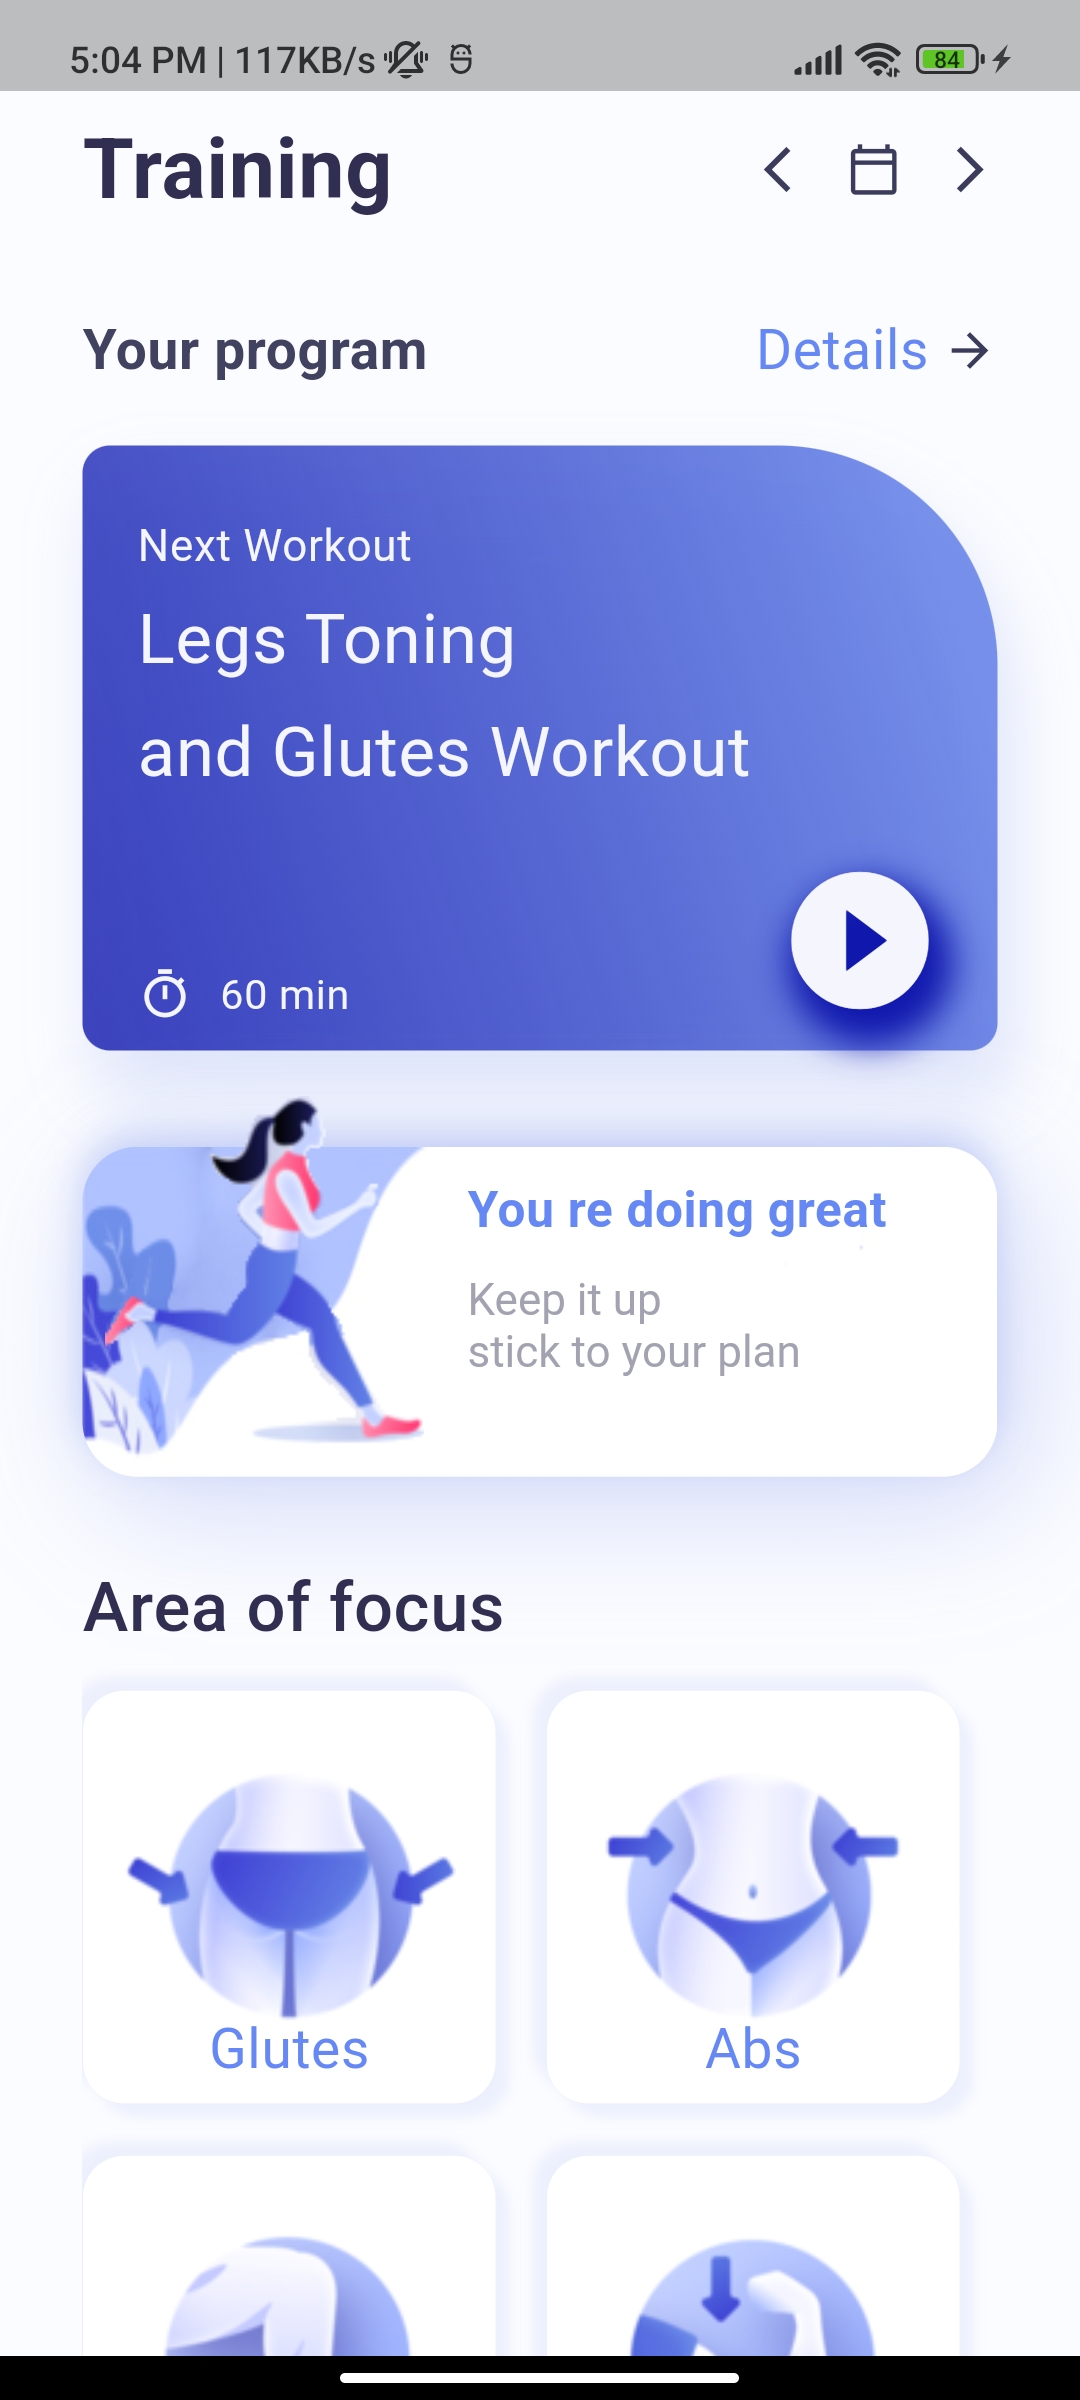 5:04 PM | 117KB/s
84
Training
Your program
Details
Next Workout
Legs Toning
and Glutes Workout
60 min
You re doing great
Keep it up
stick to your plan
Area of focus
Glutes
Abs